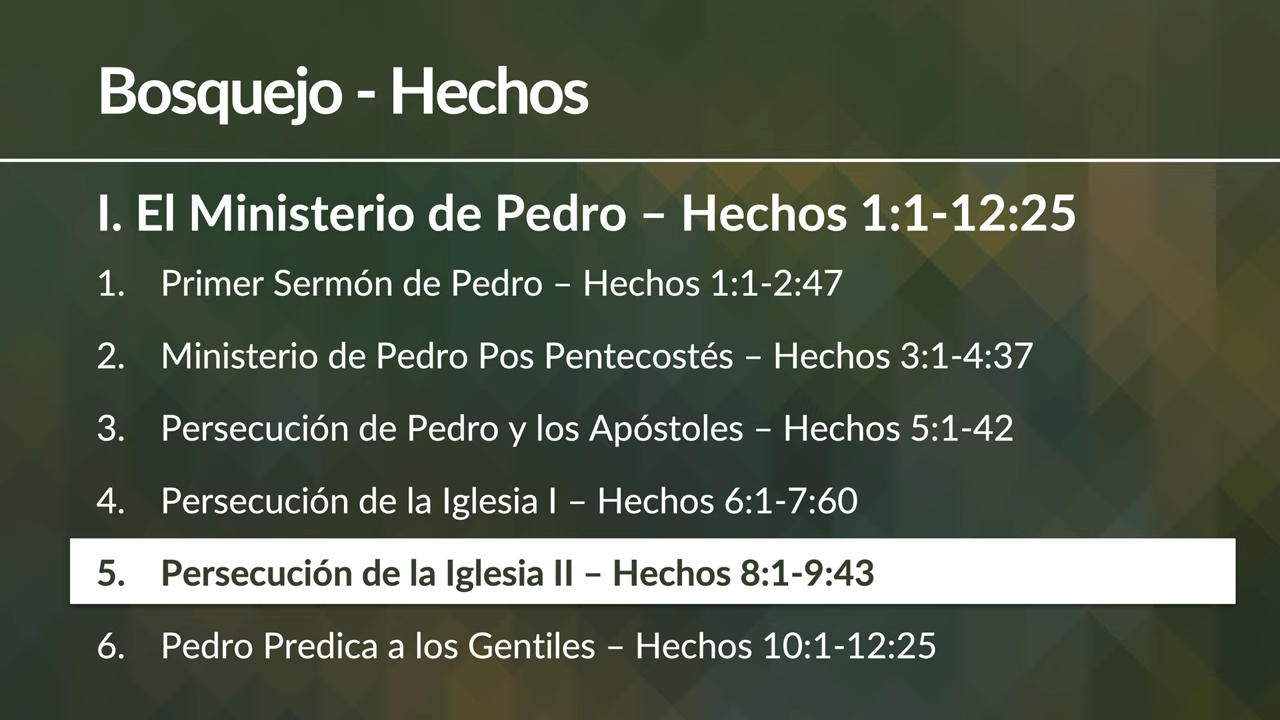 Bosquejo - Hechos
I. El Ministerio de Pedro – Hechos 1:1-12:25
1. Primer Sermón de Pedro – Hechos 1:1-2:47
2. Ministerio de Pedro Pos Pentecostés – Hechos 3:1-4:37
3. Persecución de Pedro y los Apóstoles – Hechos 5:1-42
4. Persecución de la Iglesia I – Hechos 6:1-7:60
5. Persecución de la Iglesia II – Hechos 8:1-9:43
6. Pedro Predica a los Gentiles – Hechos 10:1-12:25